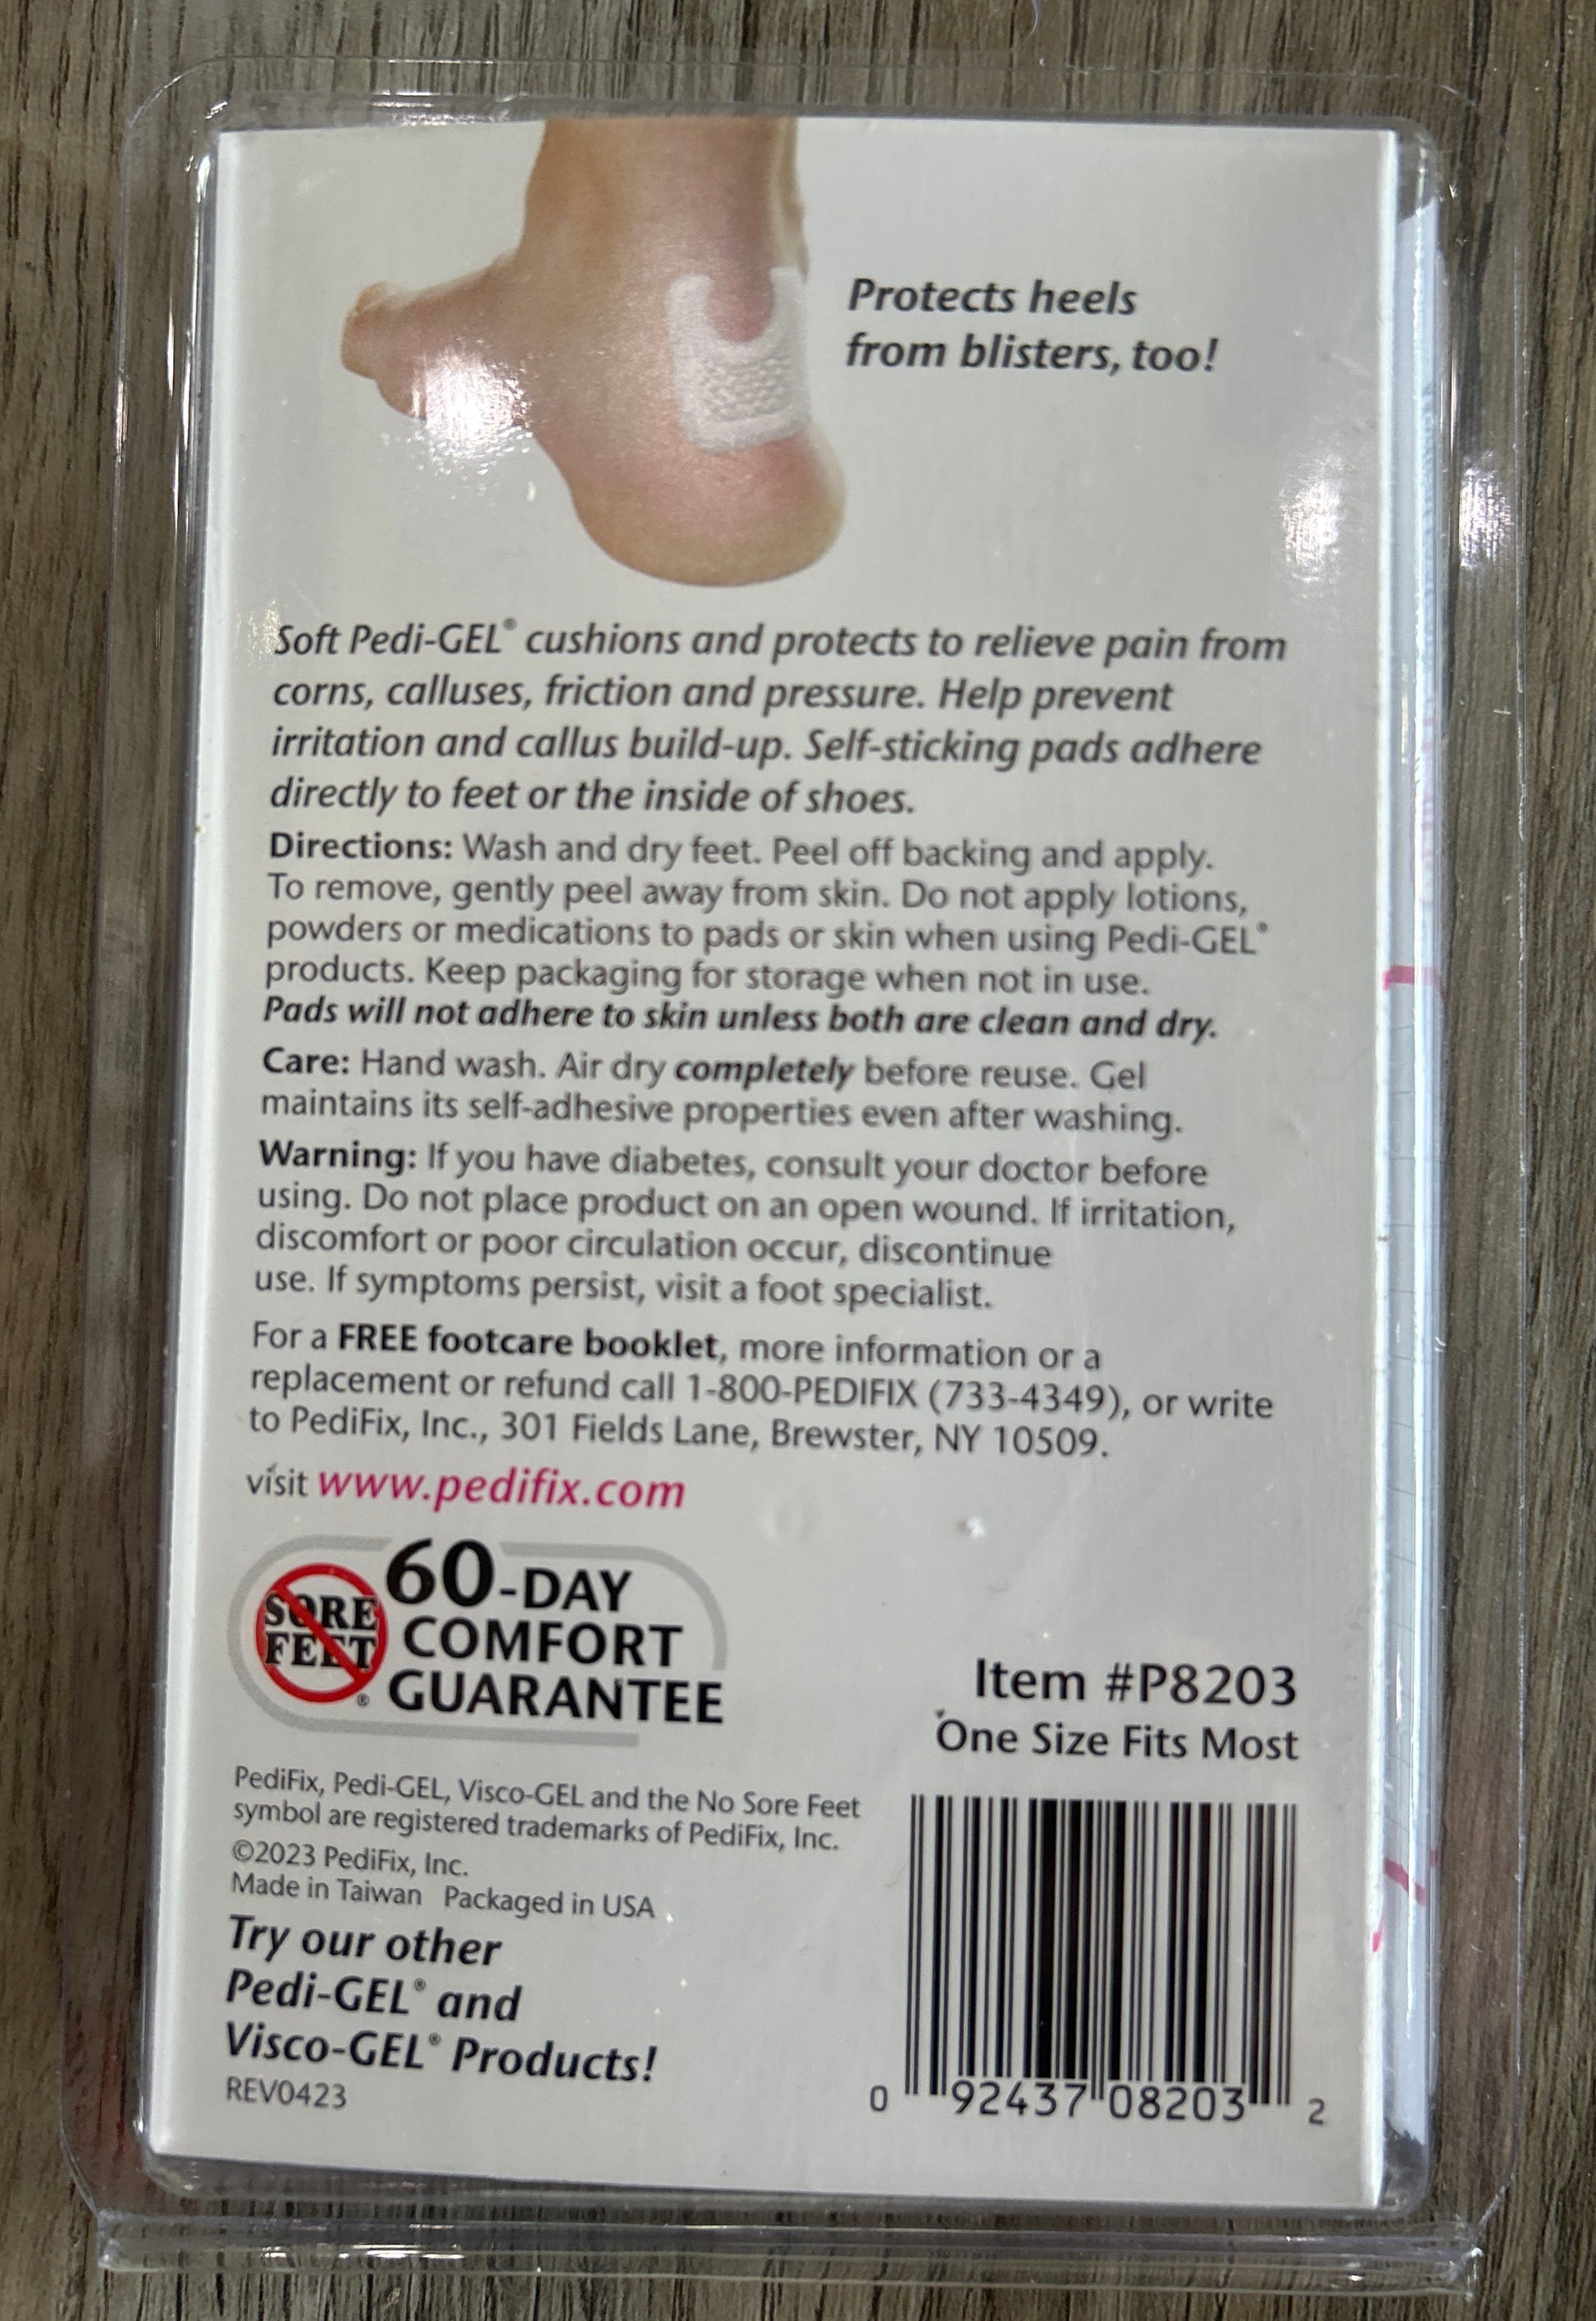 Protects heels
from blisters, too!
Soft Pedi-GEL® cushions and protects to relieve pain from
corns, calluses, friction and pressure. Help prevent
irritation and callus build-up. Self-sticking pads adhere
directly to feet or the inside of shoes.
Directions: Wash and dry feet. Peel off backing and apply.
To remove, gently peel away from skin. Do not apply lotions,
powders or medications to pads or skin when using Pedi-GEL®
products. Keep packaging for storage when not in use.
Pads will not adhere to skin unless both are clean and dry.
Care: Hand wash. Air dry completely before reuse. Gel
maintains its self-adhesive properties even after washing.
Warning: If you have diabetes, consult your doctor before
using. Do not place product on an open wound. If irritation,
discomfort or poor circulation occur, discontinue
use. If symptoms persist, visit a foot specialist.
For a FREE footcare booklet, more information or a
replacement or refund call 1-800-PEDIFIX (733-4349), or write
to PediFix, Inc., 301 Fields Lane, Brewster, NY 10509.
visit www.pedifix.com
SORE
FEET®
60-DAY
COMFORT
GUARANTEE
Item #P8203
One Size Fits Most
PediFix, Pedi-GEL, Visco-GEL and the No Sore Feet
symbol are registered trademarks of PediFix, Inc.
©2023 PediFix, Inc.
Made in Taiwan Packaged in USA
Try our other
Pedi-GEL® and
Visco-GEL® Products!
REV0423
0 92437 08203 2